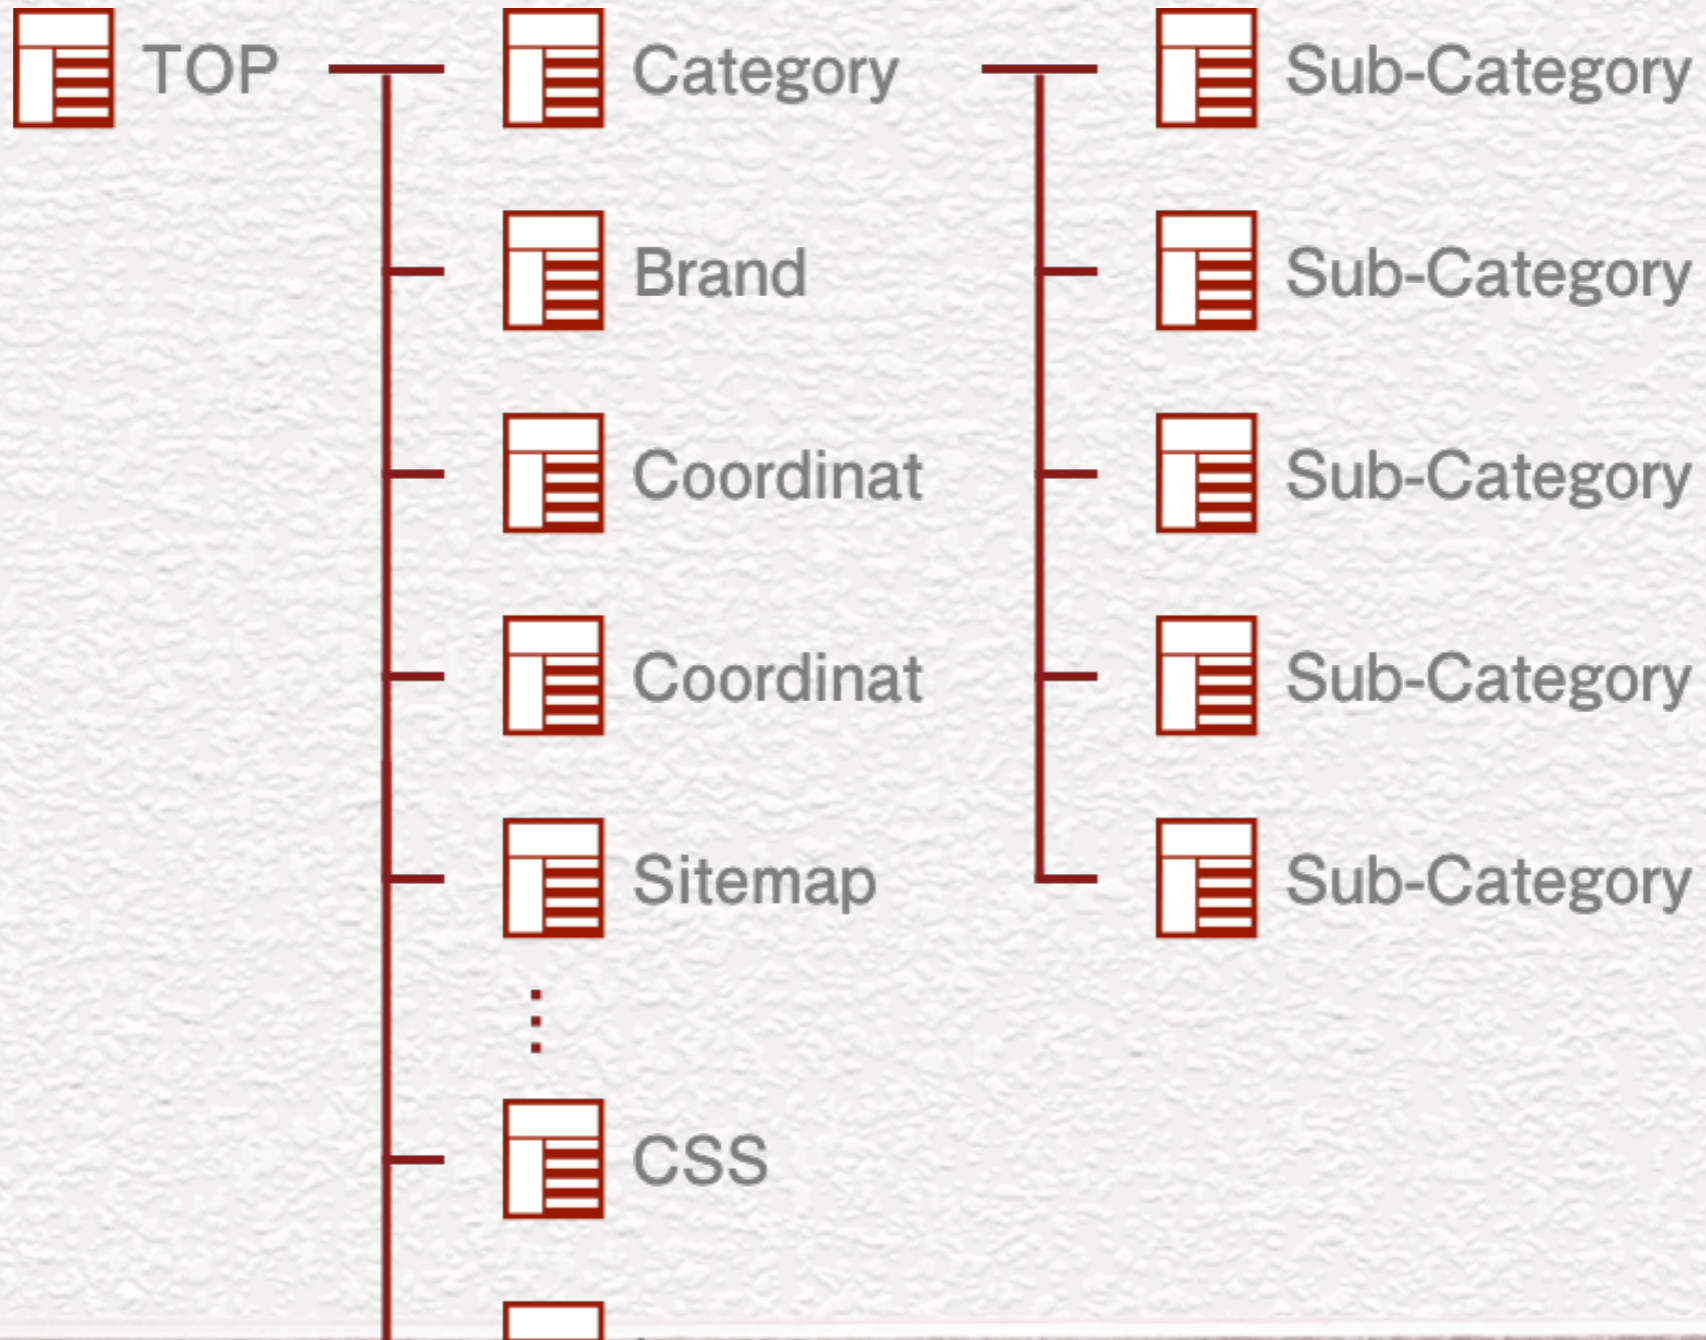 TOP
Category
Sub-Category
Brand
Sub-Category
Coordinat
Sub-Category
Coordinat
Sub-Category
Sitemap
Sub-Category
CSS